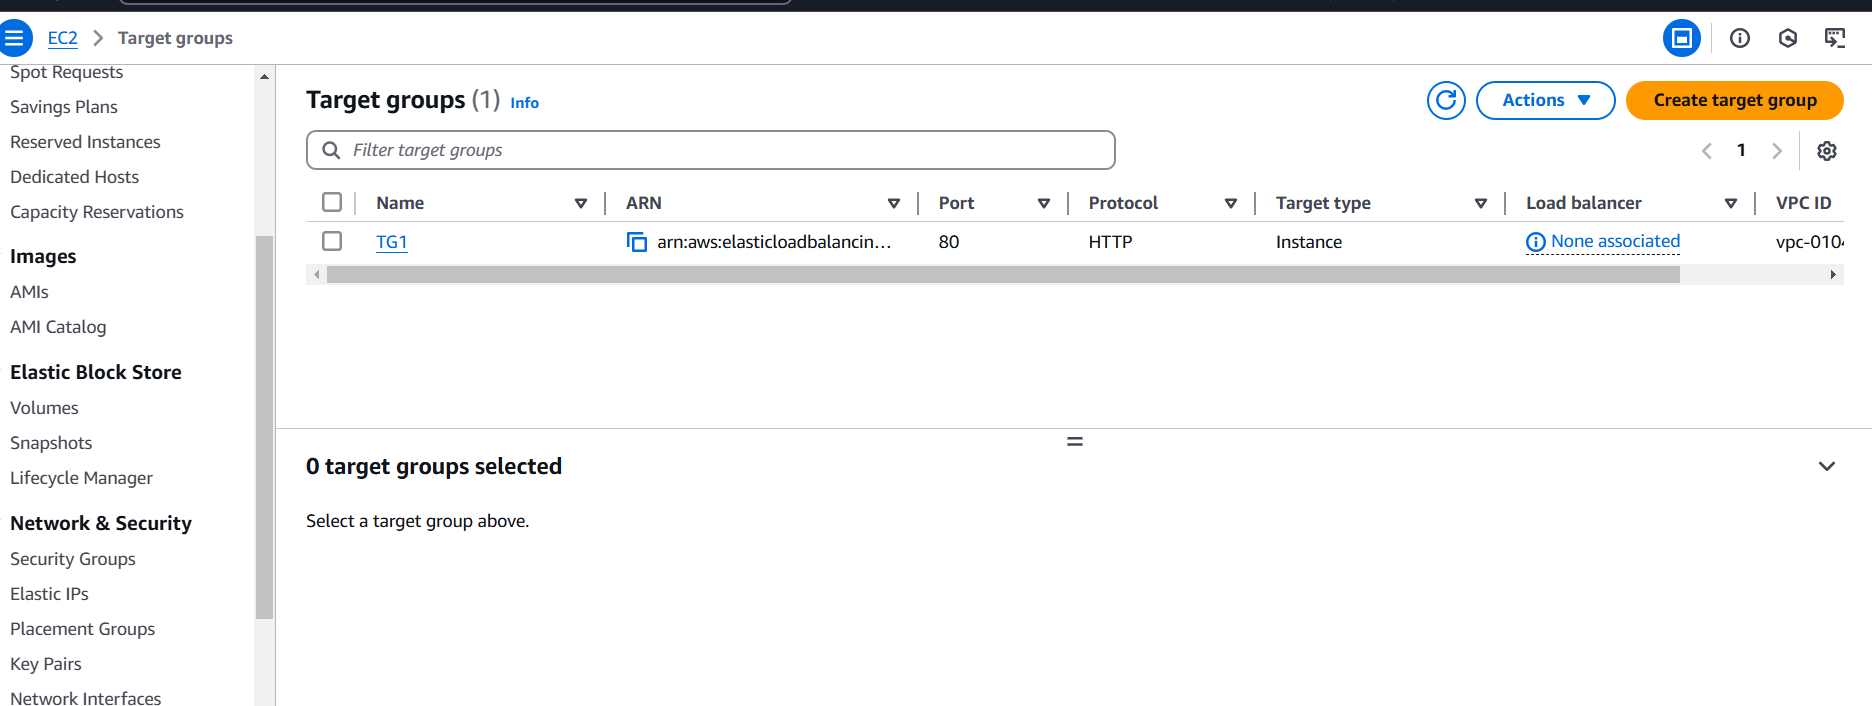 EC2 > Target groups
Spot Requests
Savings Plans
Reserved Instances
Dedicated Hosts
Capacity Reservations
Images
AMIs
AMI Catalog
Elastic Block Store
Volumes
Snapshots
Lifecycle Manager
Network & Security
Security Groups
Elastic IPs
Placement Groups
Key Pairs
Network Interfaces
Target groups (1) Info
Actions
Create target group
Filter target groups
1
Name ARN Port Protocol Target type Load balancer VPC ID
TG1 arn:aws:elasticloadbalancin... 80 HTTP Instance None associated vpc-0104
0 target groups selected
Select a target group above.